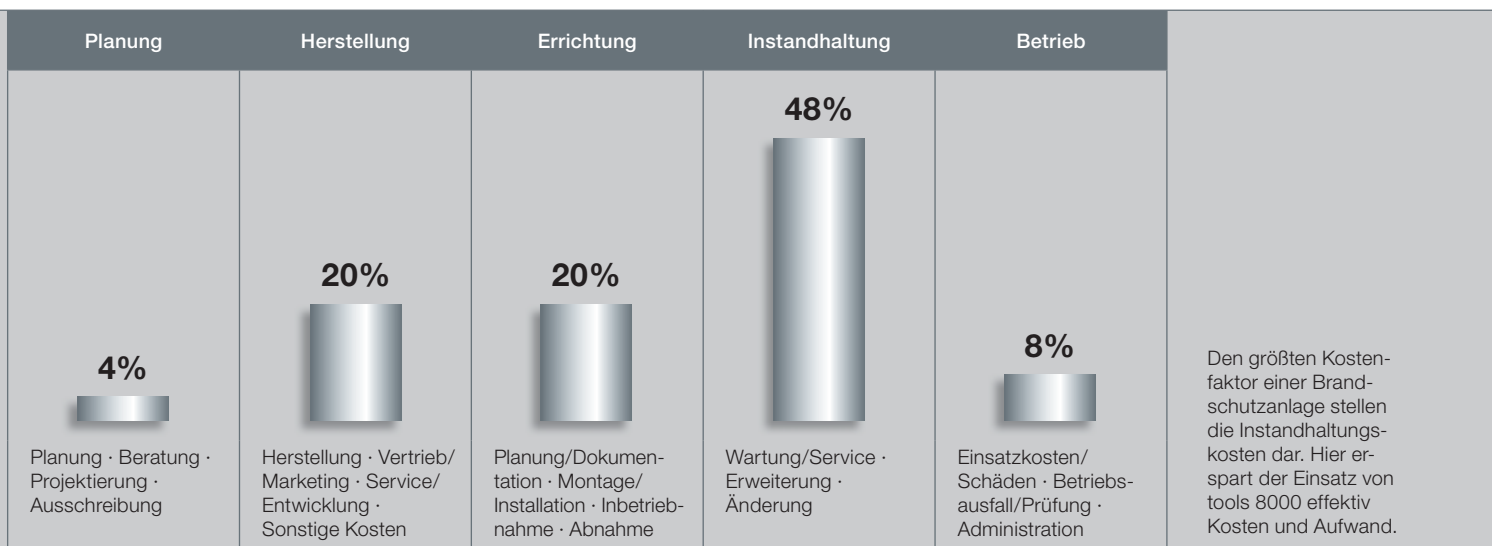 Planung
Herstellung
Errichtung
Instandhaltung
Betrieb
4%
20%
20%
48%
8%
Planung · Beratung ·
Projektierung ·
Ausschreibung
Herstellung · Vertrieb/
Marketing · Service/
Entwicklung ·
Sonstige Kosten
Planung/Dokumen-
tation · Montage/
Installation · Inbetrieb-
nahme · Abnahme
Wartung/Service ·
Erweiterung ·
Änderung
Einsatzkosten/
Schäden · Betriebs-
ausfall/Prüfung ·
Administration
Den größten Kosten-
faktor einer Brand-
schutzanlage stellen
die Instandhaltungs-
kosten dar. Hier er-
spart der Einsatz von
tools 8000 effektiv
Kosten und Aufwand.